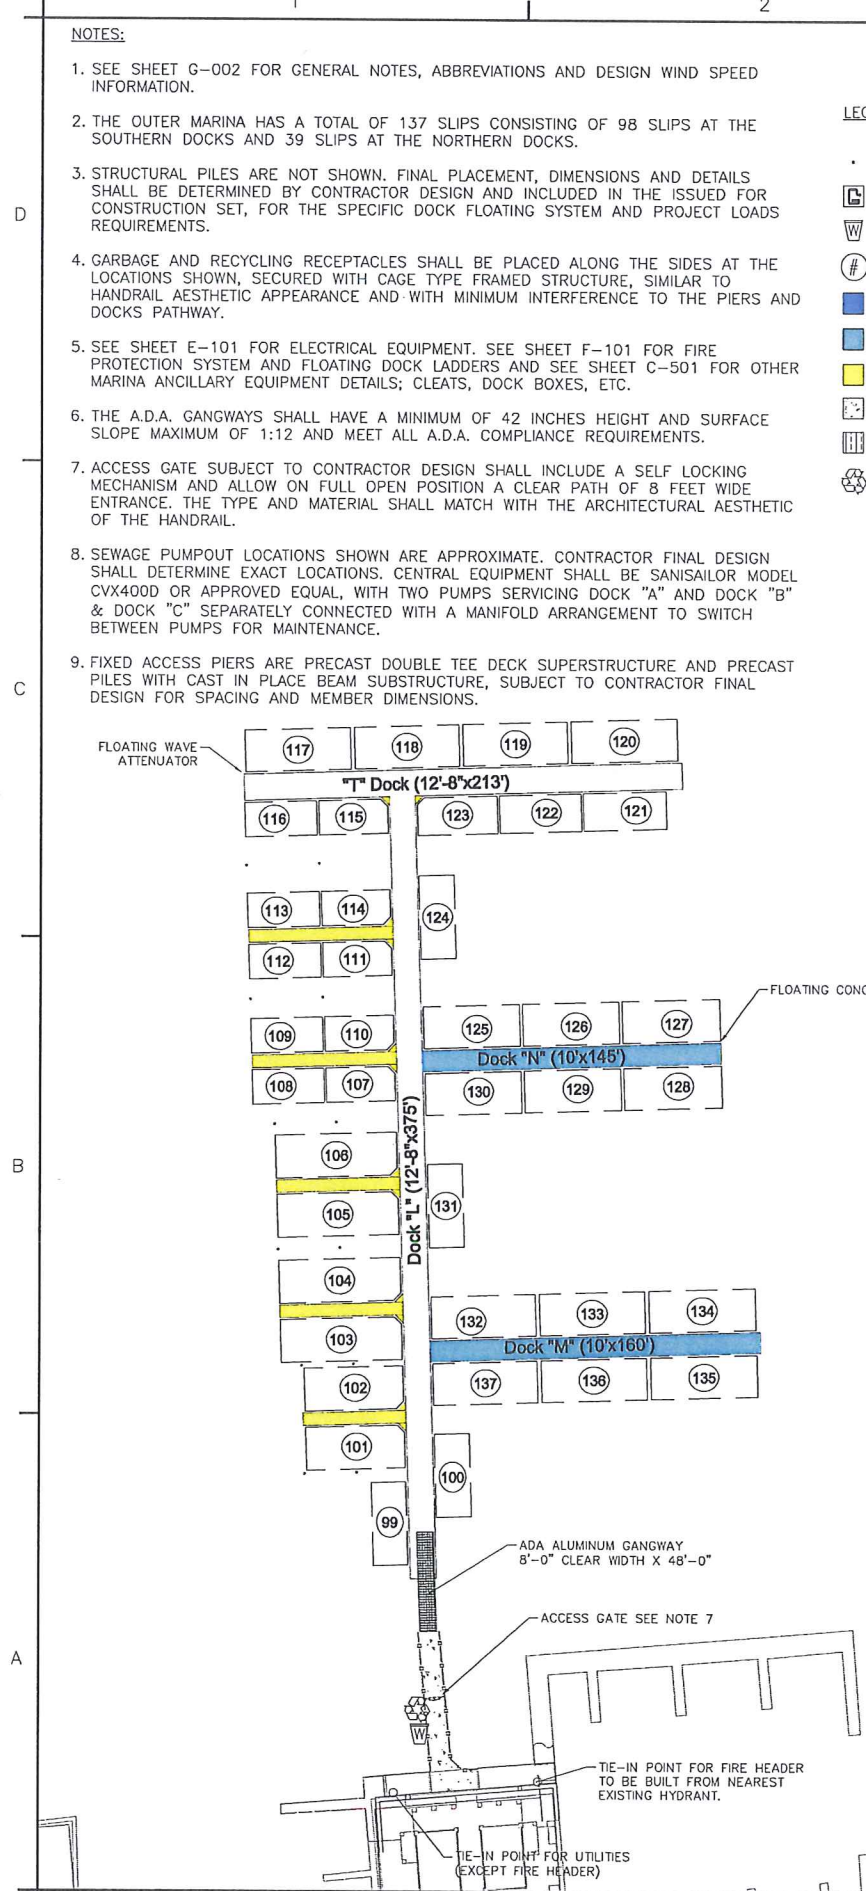 1
2
NOTES:
1. SEE SHEET G-002 FOR GENERAL NOTES, ABBREVIATIONS AND DESIGN WIND SPEED
INFORMATION.
2. THE OUTER MARINA HAS A TOTAL OF 137 SLIPS CONSISTING OF 98 SLIPS AT THE
SOUTHERN DOCKS AND 39 SLIPS AT THE NORTHERN DOCKS.
3. STRUCTURAL PILES ARE NOT SHOWN. FINAL PLACEMENT, DIMENSIONS AND DETAILS
SHALL BE DETERMINED BY CONTRACTOR DESIGN AND INCLUDED IN THE ISSUED FOR
CONSTRUCTION SET, FOR THE SPECIFIC DOCK FLOATING SYSTEM AND PROJECT LOADS
REQUIREMENTS.
4. GARBAGE AND RECYCLING RECEPTACLES SHALL BE PLACED ALONG THE SIDES AT THE
LOCATIONS SHOWN, SECURED WITH CAGE TYPE FRAMED STRUCTURE, SIMILAR TO
HANDRAIL AESTHETIC APPEARANCE AND WITH MINIMUM INTERFERENCE TO THE PIERS AND
DOCKS PATHWAY.
5. SEE SHEET E-101 FOR ELECTRICAL EQUIPMENT. SEE SHEET F-101 FOR FIRE
PROTECTION SYSTEM AND FLOATING DOCK LADDERS AND SEE SHEET C-501 FOR OTHER
MARINA ANCILLARY EQUIPMENT DETAILS; CLEATS, DOCK BOXES, ETC.
6. THE A.D.A. GANGWAYS SHALL HAVE A MINIMUM OF 42 INCHES HEIGHT AND SURFACE
SLOPE MAXIMUM OF 1:12 AND MEET ALL A.D.A. COMPLIANCE REQUIREMENTS.
7. ACCESS GATE SUBJECT TO CONTRACTOR DESIGN SHALL INCLUDE A SELF LOCKING
MECHANISM AND ALLOW ON FULL OPEN POSITION A CLEAR PATH OF 8 FEET WIDE
ENTRANCE. THE TYPE AND MATERIAL SHALL MATCH WITH THE ARCHITECTURAL AESTHETIC
OF THE HANDRAIL.
8. SEWAGE PUMPOUT LOCATIONS SHOWN ARE APPROXIMATE. CONTRACTOR FINAL DESIGN
SHALL DETERMINE EXACT LOCATIONS. CENTRAL EQUIPMENT SHALL BE SANISAILOR MODEL
CVX400D OR APPROVED EQUAL, WITH TWO PUMPS SERVICING DOCK "A" AND DOCK "B"
& DOCK "C" SEPARATELY CONNECTED WITH A MANIFOLD ARRANGEMENT TO SWITCH
BETWEEN PUMPS FOR MAINTENANCE.
9. FIXED ACCESS PIERS ARE PRECAST DOUBLE TEE DECK SUPERSTRUCTURE AND PRECAST
PILES WITH CAST IN PLACE BEAM SUBSTRUCTURE, SUBJECT TO CONTRACTOR FINAL
DESIGN FOR SPACING AND MEMBER DIMENSIONS.
LEG
W
#
D
C
B
A
FLOATING WAVE
ATTENUATOR
117 118 119 120
"T" Dock (12'-8"x213')
116 115 123 122 121
113 114 124
112 111
FLOATING CONC
109 110 125 126 127
Dock "N" (10'x145')
108 107 130 129 128
Dock "L" (12'-8"x375')
106
105 131
104
132 133 134
103
Dock "M" (10'x160')
102 137 136 135
101
100
99
ADA ALUMINUM GANGWAY
8'-0" CLEAR WIDTH X 48'-0"
ACCESS GATE SEE NOTE 7
W
TIE-IN POINT FOR FIRE HEADER
TO BE BUILT FROM NEAREST
EXISTING HYDRANT.
TIE-IN POINT FOR UTILITIES
(EXCEPT FIRE HEADER)